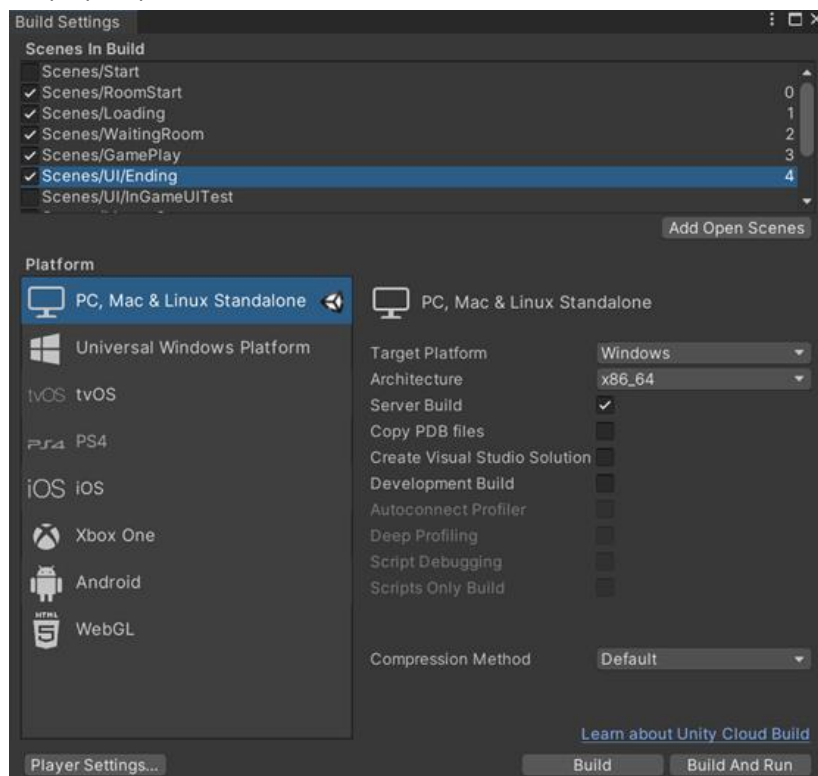 Build Settings
Scenes In Build
Scenes/Start
Scenes/RoomStart 0
Scenes/Loading 1
Scenes/WaitingRoom 2
Scenes/GamePlay 3
Scenes/UI/Ending 4
Scenes/UI/InGameUITest
Add Open Scenes
Platform
PC, Mac & Linux Standalone
Universal Windows Platform
tvOS tvOS
PS4 PS4
iOS iOS
Xbox One
Android
HTML 5 WebGL
PC, Mac & Linux Standalone
Target Platform Windows
Architecture x86_64
Server Build
Copy PDB files
Create Visual Studio Solution
Development Build
Autoconnect Profiler
Deep Profiling
Script Debugging
Scripts Only Build
Compression Method Default
Learn about Unity Cloud Build
Player Settings... Build Build And Run